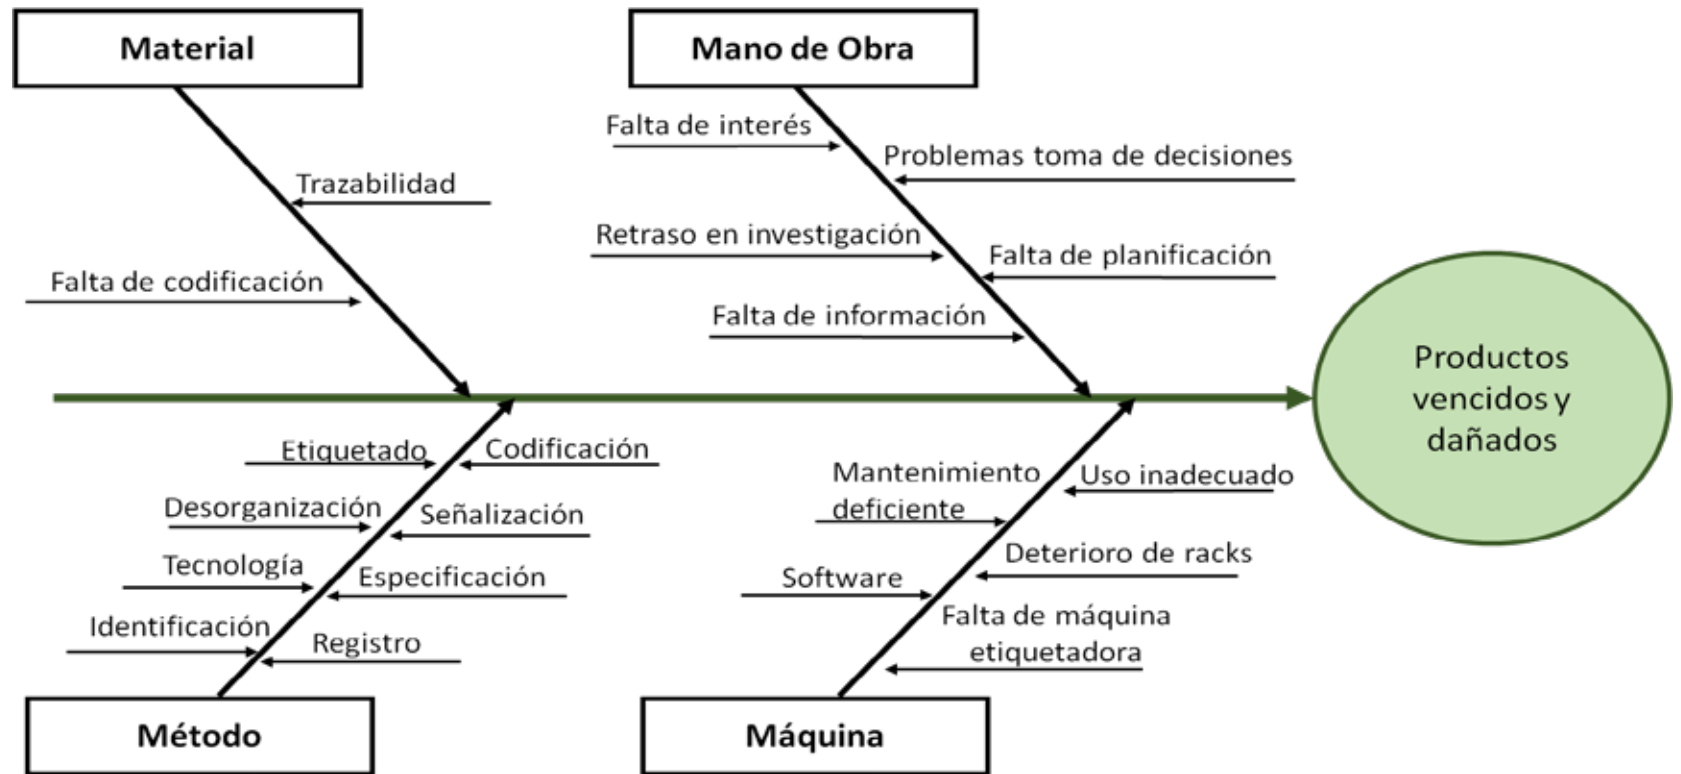 Material
Mano de Obra
Falta de interés
Problemas toma de decisiones
Trazabilidad
Retraso en investigación
Falta de planificación
Falta de codificación
Falta de información
Productos
vencidos y
dañados
Etiquetado
Codificación
Mantenimiento
deficiente
Uso inadecuado
Desorganización
Señalización
Tecnología
Especificación
Deterioro de racks
Software
Identificación
Registro
Falta de máquina
etiquetadora
Método
Máquina